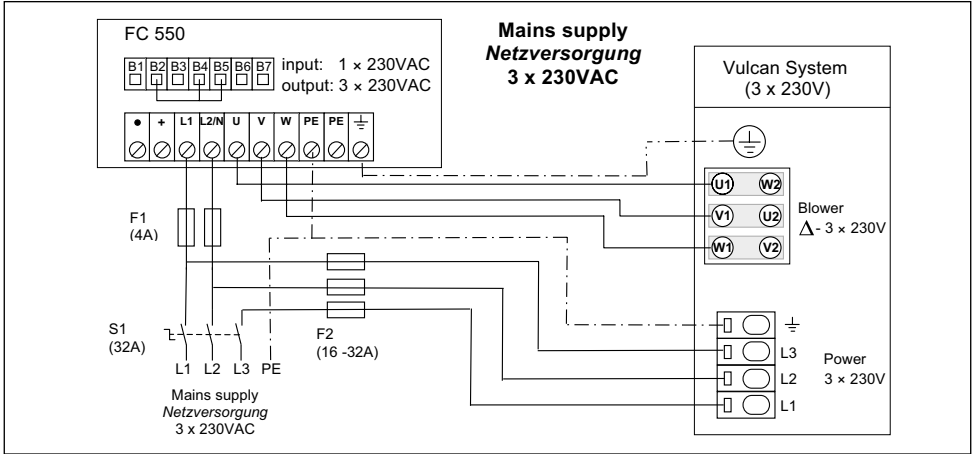 FC 550
B1 B2 B3 B4 B5 B6 B7
input: 1 × 230VAC
output: 3 × 230VAC
+ L1 L2/N U V W PE PE
Mains supply
Netzversorgung
3 x 230VAC
Vulcan System
(3 x 230V)
U1 W2
V1 U2
W1 V2
Blower
Δ- 3 × 230V
F1
(4A)
F2
(16 -32A)
S1
(32A)
L1 L2 L3 PE
Mains supply
Netzversorgung
3 x 230VAC
L3
L2
L1
Power
3 × 230V